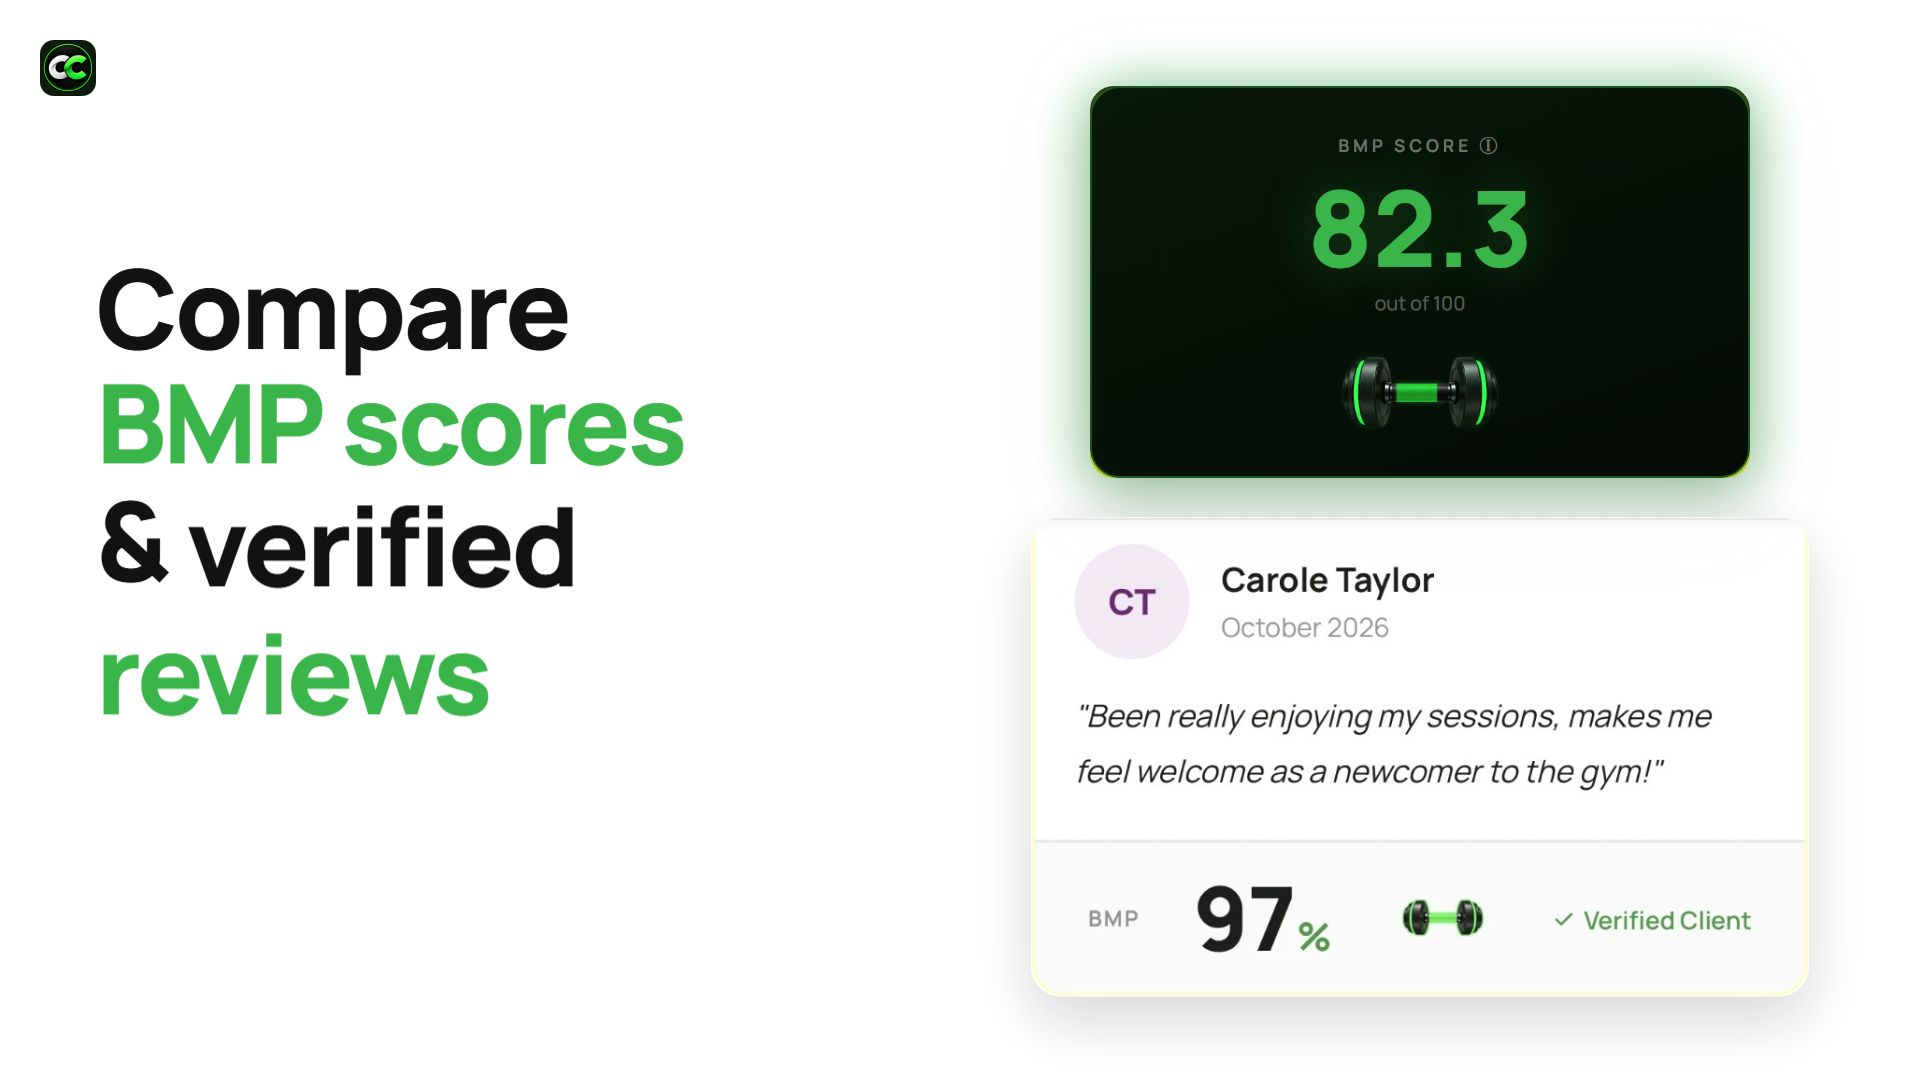 CC
Compare
BMP scores
& verified
reviews
BMP SCORE ⓘ
82.3
out of 100
CT
Carole Taylor
October 2026
"Been really enjoying my sessions, makes me
feel welcome as a newcomer to the gym!"
BMP 97% ✓ Verified Client